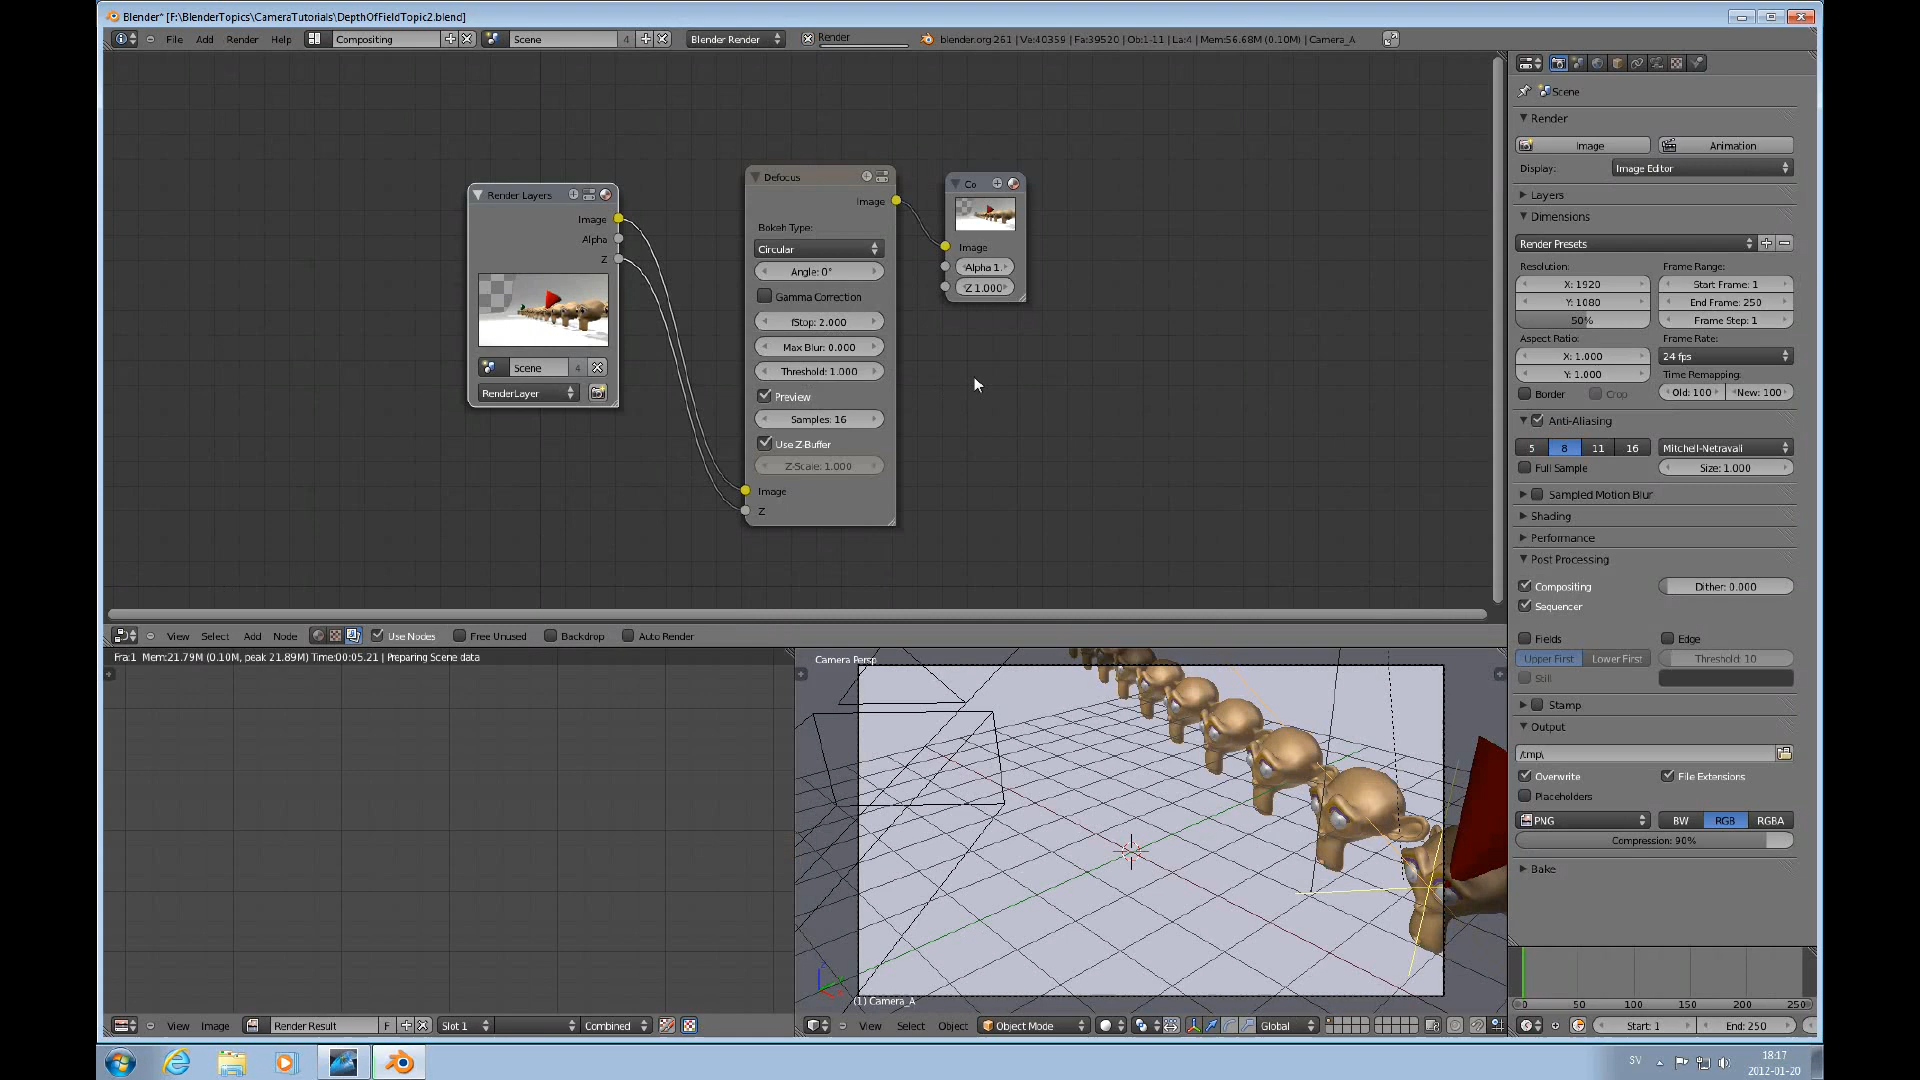 Blender* [F:\BlenderTopics\CameraTutorials\DepthOfFieldTopic2.blend]
File Add Render Help Compositing Scene 4 Blender Render Render blender.org 261 | Ve:40359 | Fa:39520 | Ob:1-11 | La:4 | Mem:56.68M (0.10M) | Camera_A
Render Layers
Image
Alpha
Z
Scene 4
RenderLayer
Defocus
Image
Bokeh Type:
Circular
Angle: 0°
Gamma Correction
fStop: 2.000
Max Blur: 0.000
Threshold: 1.000
Preview
Samples: 16
Use Z-Buffer
Z-Scale: 1.000
Image
Z
Co
Image
Alpha 1.
Z 1.000
View Select Add Node Use Nodes Free Unused Backdrop Auto Render
Fra:1 Mem:21.79M (0.10M, peak 21.89M) Time:00:05.21 | Preparing Scene data
View Image Render Result F Slot 1 Combined
Camera Persp
(1) Camera_A
View Select Object Object Mode Global
Scene
Render
Image Animation
Display: Image Editor
Layers
Dimensions
Render Presets
Resolution: Frame Range:
X: 1920 Start Frame: 1
Y: 1080 End Frame: 250
50% Frame Step: 1
Aspect Ratio: Frame Rate:
X: 1.000 24 fps
Y: 1.000 Time Remapping:
Border Crop Old: 100 New: 100
Anti-Aliasing
5 8 11 16 Mitchell-Netravali
Full Sample Size: 1.000
Sampled Motion Blur
Shading
Performance
Post Processing
Compositing Dither: 0.000
Sequencer
Fields Edge
Upper First Lower First Threshold: 10
Still
Stamp
Output
/tmp\
Overwrite File Extensions
Placeholders
PNG BW RGB RGBA
Compression: 90%
Bake
0 50 100 150 200 250
Start: 1 End: 250
SV 18:17
2012-01-20